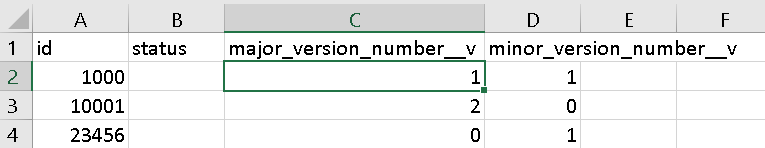 A B C D E F
1 id status major_version_number__v minor_version_number__v
2 1000 1 1
3 10001 2 0
4 23456 0 1